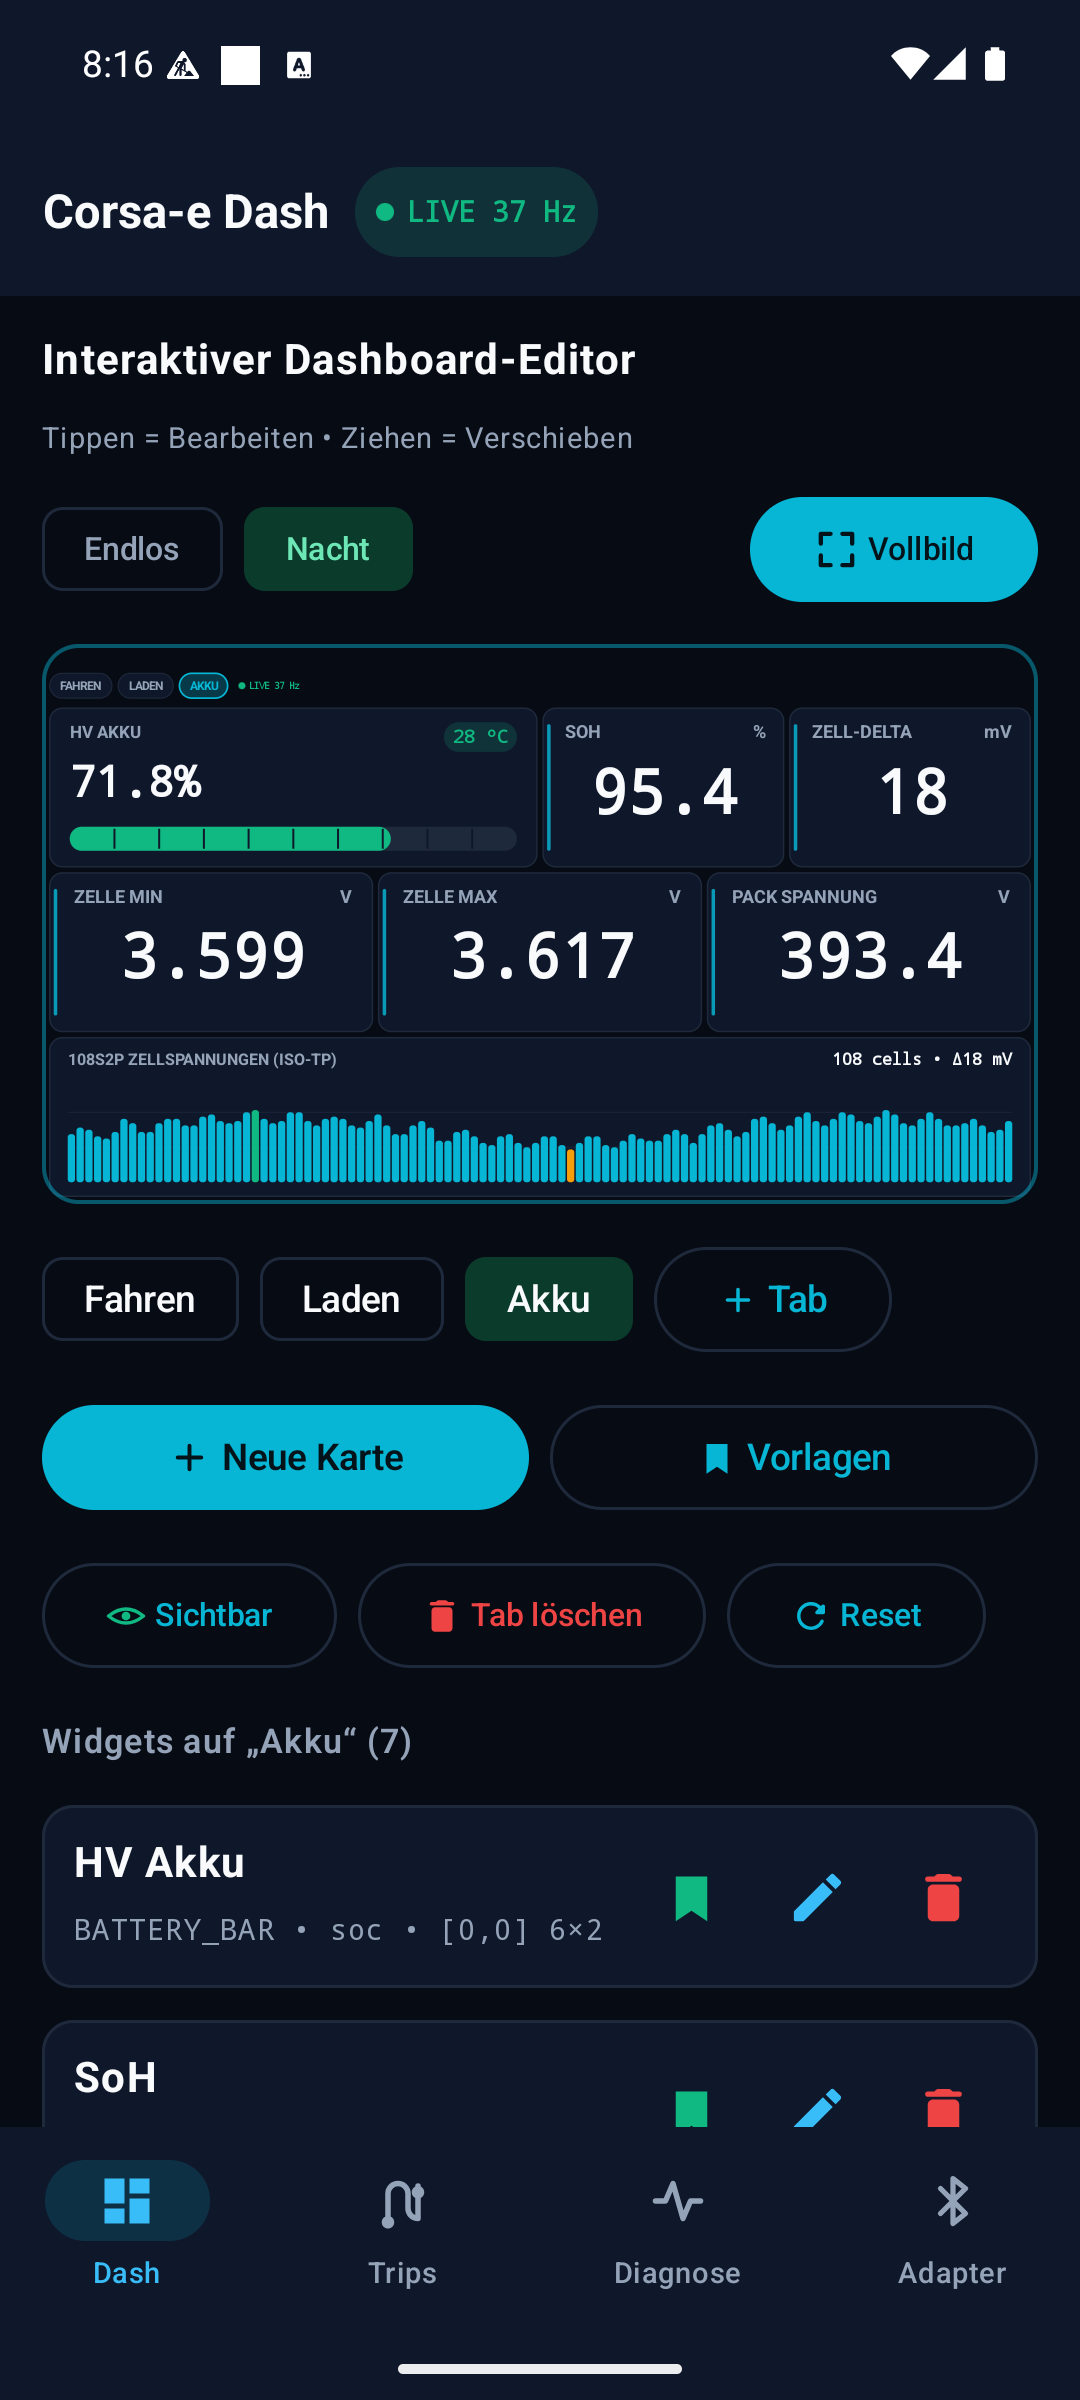 8:16
Corsa-e Dash
LIVE 37 Hz
Interaktiver Dashboard-Editor
Tippen = Bearbeiten • Ziehen = Verschieben
Endlos
Nacht
Vollbild
FAHREN
LADEN
AKKU
LIVE 37 Hz
HV AKKU
28 °C
71.8%
SOH
%
95.4
ZELL-DELTA
mV
18
ZELLE MIN
V
3.599
ZELLE MAX
V
3.617
PACK SPANNUNG
V
393.4
108S2P ZELLSPANNUNGEN (ISO-TP)
108 cells • Δ18 mV
Fahren
Laden
Akku
+ Tab
+ Neue Karte
Vorlagen
Sichtbar
Tab löschen
Reset
Widgets auf „Akku“ (7)
HV Akku
BATTERY_BAR • soc • [0,0] 6×2
SoH
Dash
Trips
Diagnose
Adapter